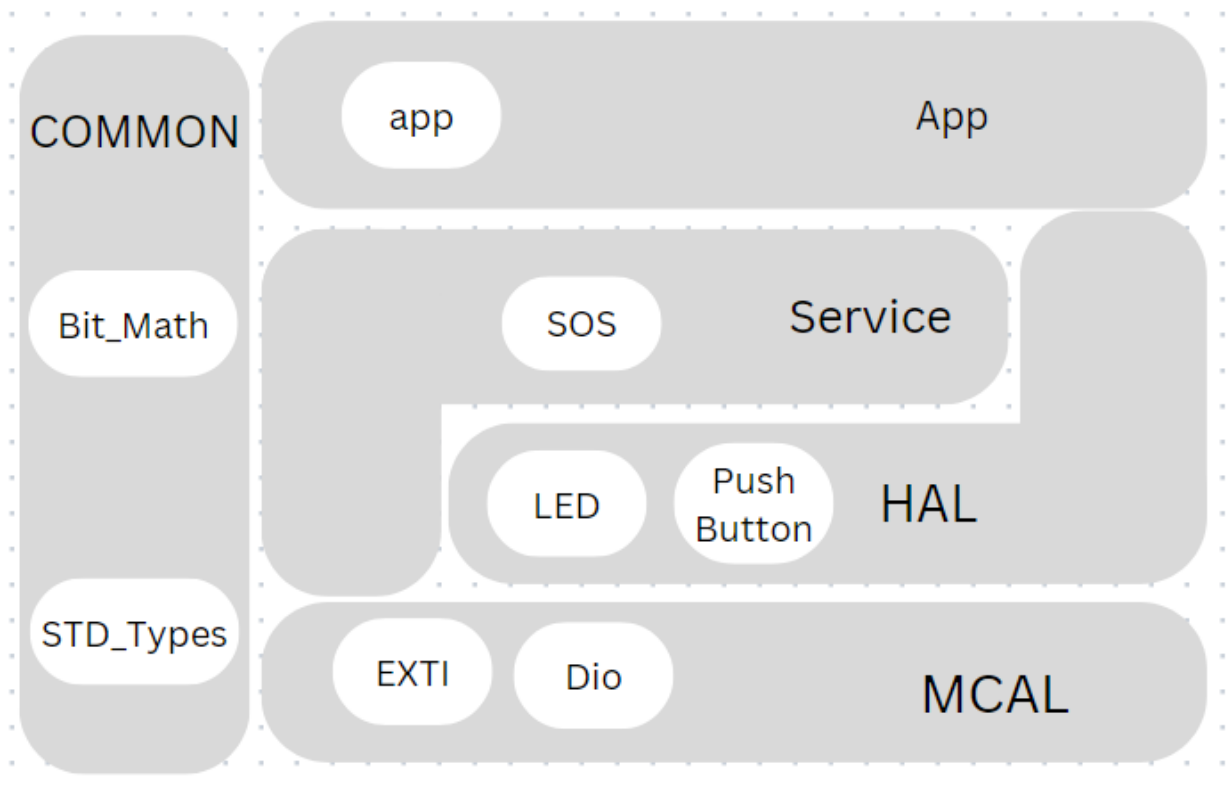 COMMON
Bit_Math
STD_Types
app
App
SOS
Service
LED
Push
Button
HAL
EXTI
Dio
MCAL